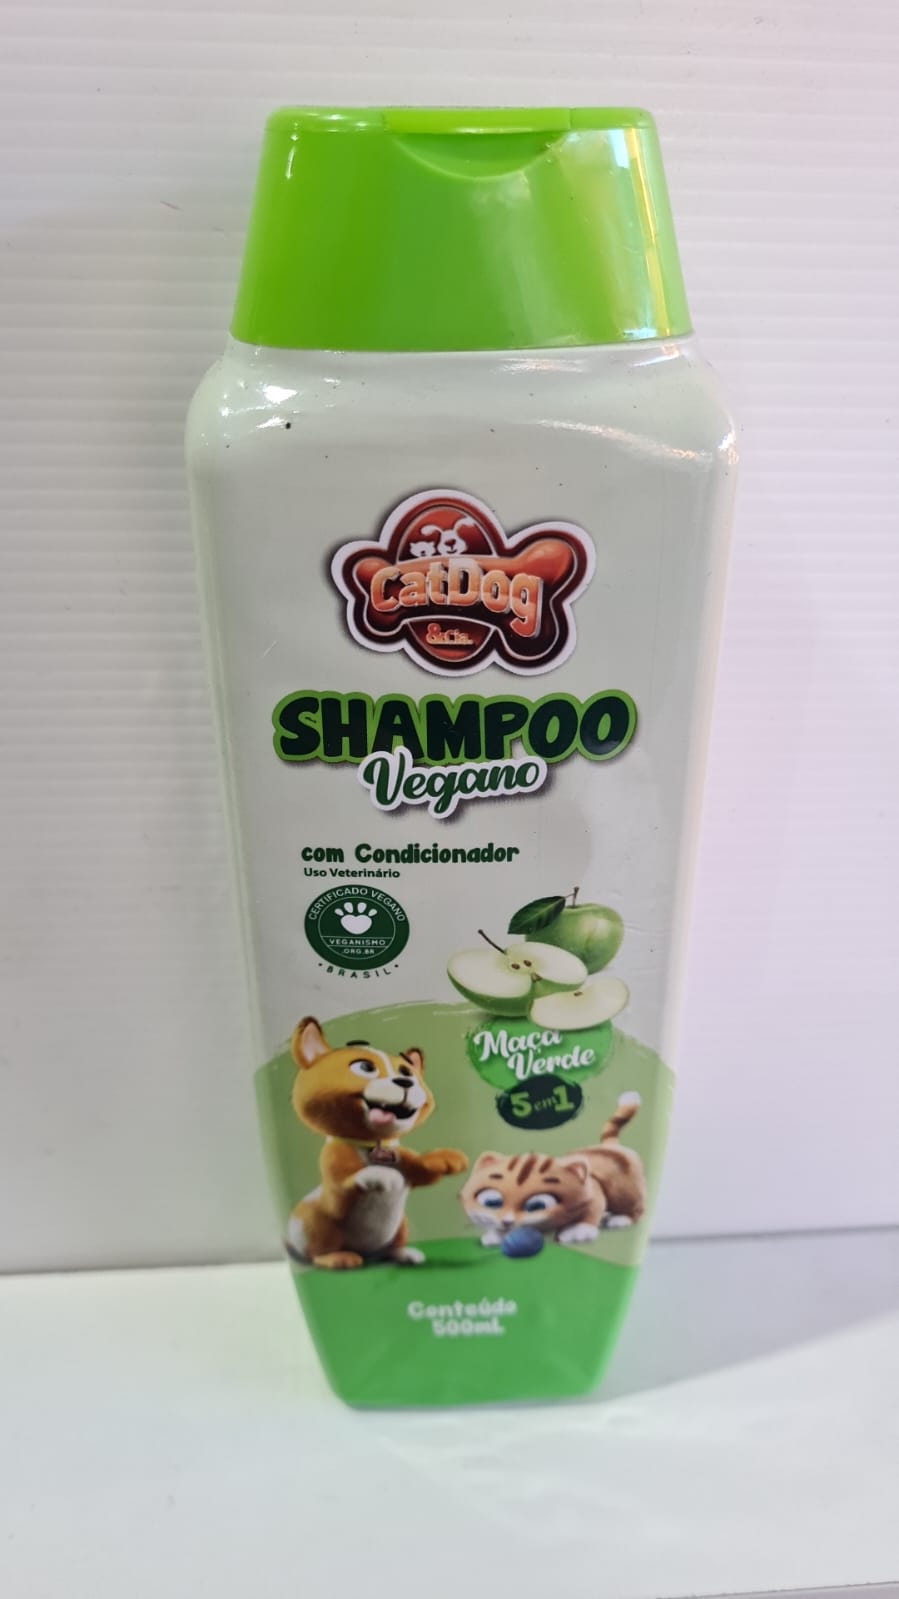 CatDog
&Cia.
SHAMPOO
Vegano
com Condicionador
Uso Veterinário
CERTIFICADO VEGANO
VEGANISMO
.ORG.BR
• BRASIL •
Maçã
Verde
5 em 1
Conteúdo
500mL